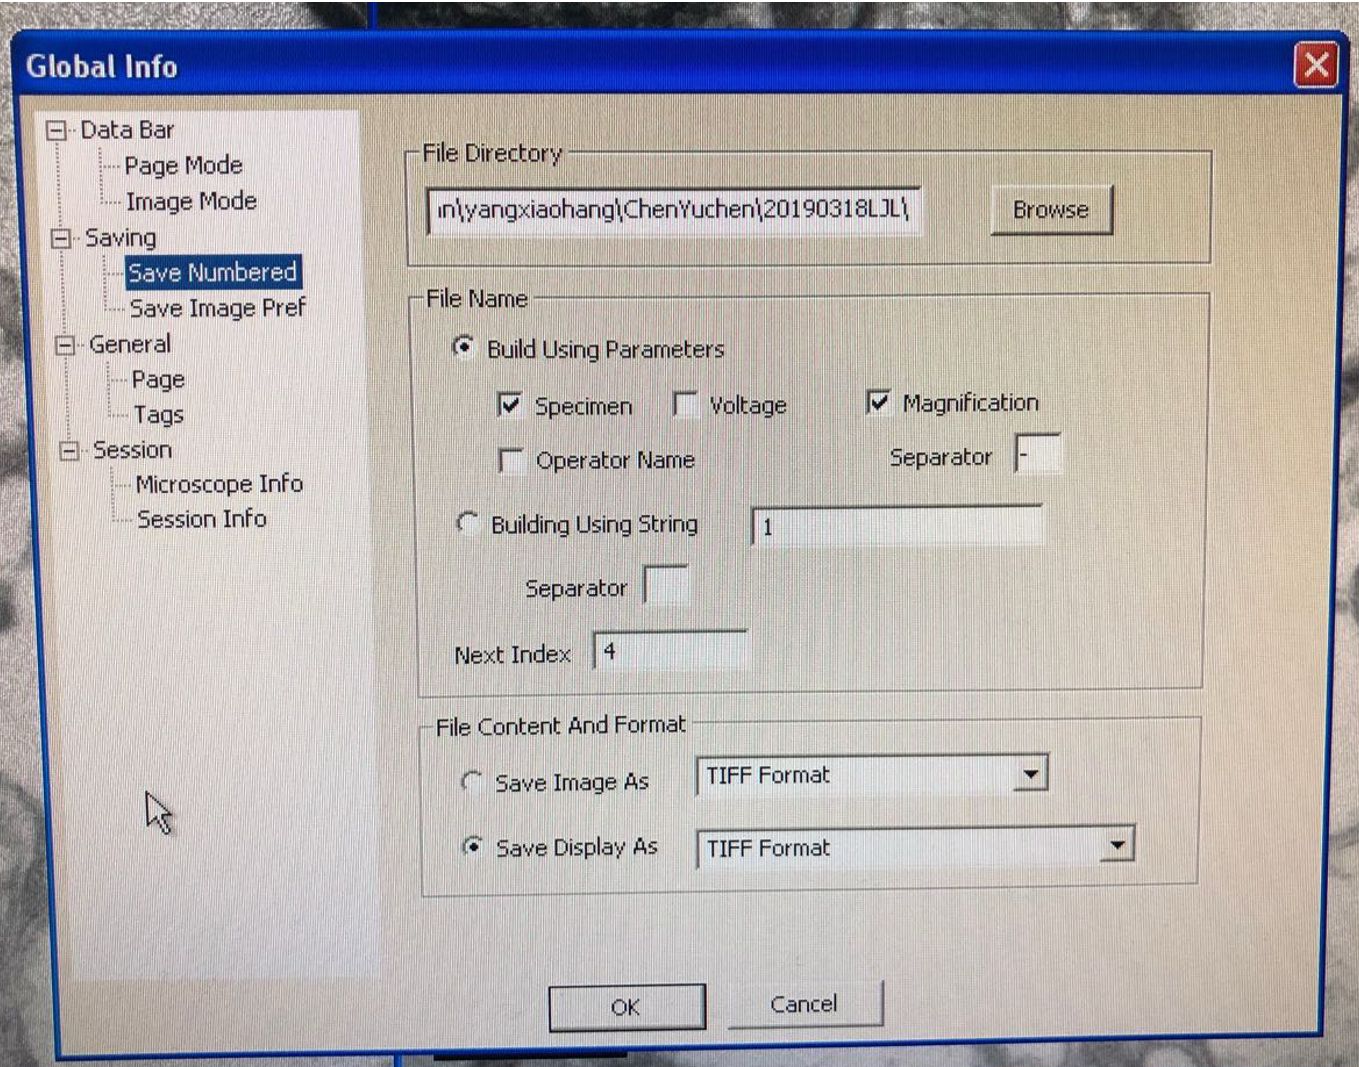 Global Info
Data Bar
Page Mode
Image Mode
Saving
Save Numbered
Save Image Pref
General
Page
Tags
Session
Microscope Info
Session Info
File Directory
\yangxiaohang\ChenYuchen\20190318LJL\
Browse
File Name
Build Using Parameters
Specimen Voltage Magnification
Operator Name Separator -
Building Using String 1
Separator
Next Index 4
File Content And Format
Save Image As TIFF Format
Save Display As TIFF Format
OK Cancel